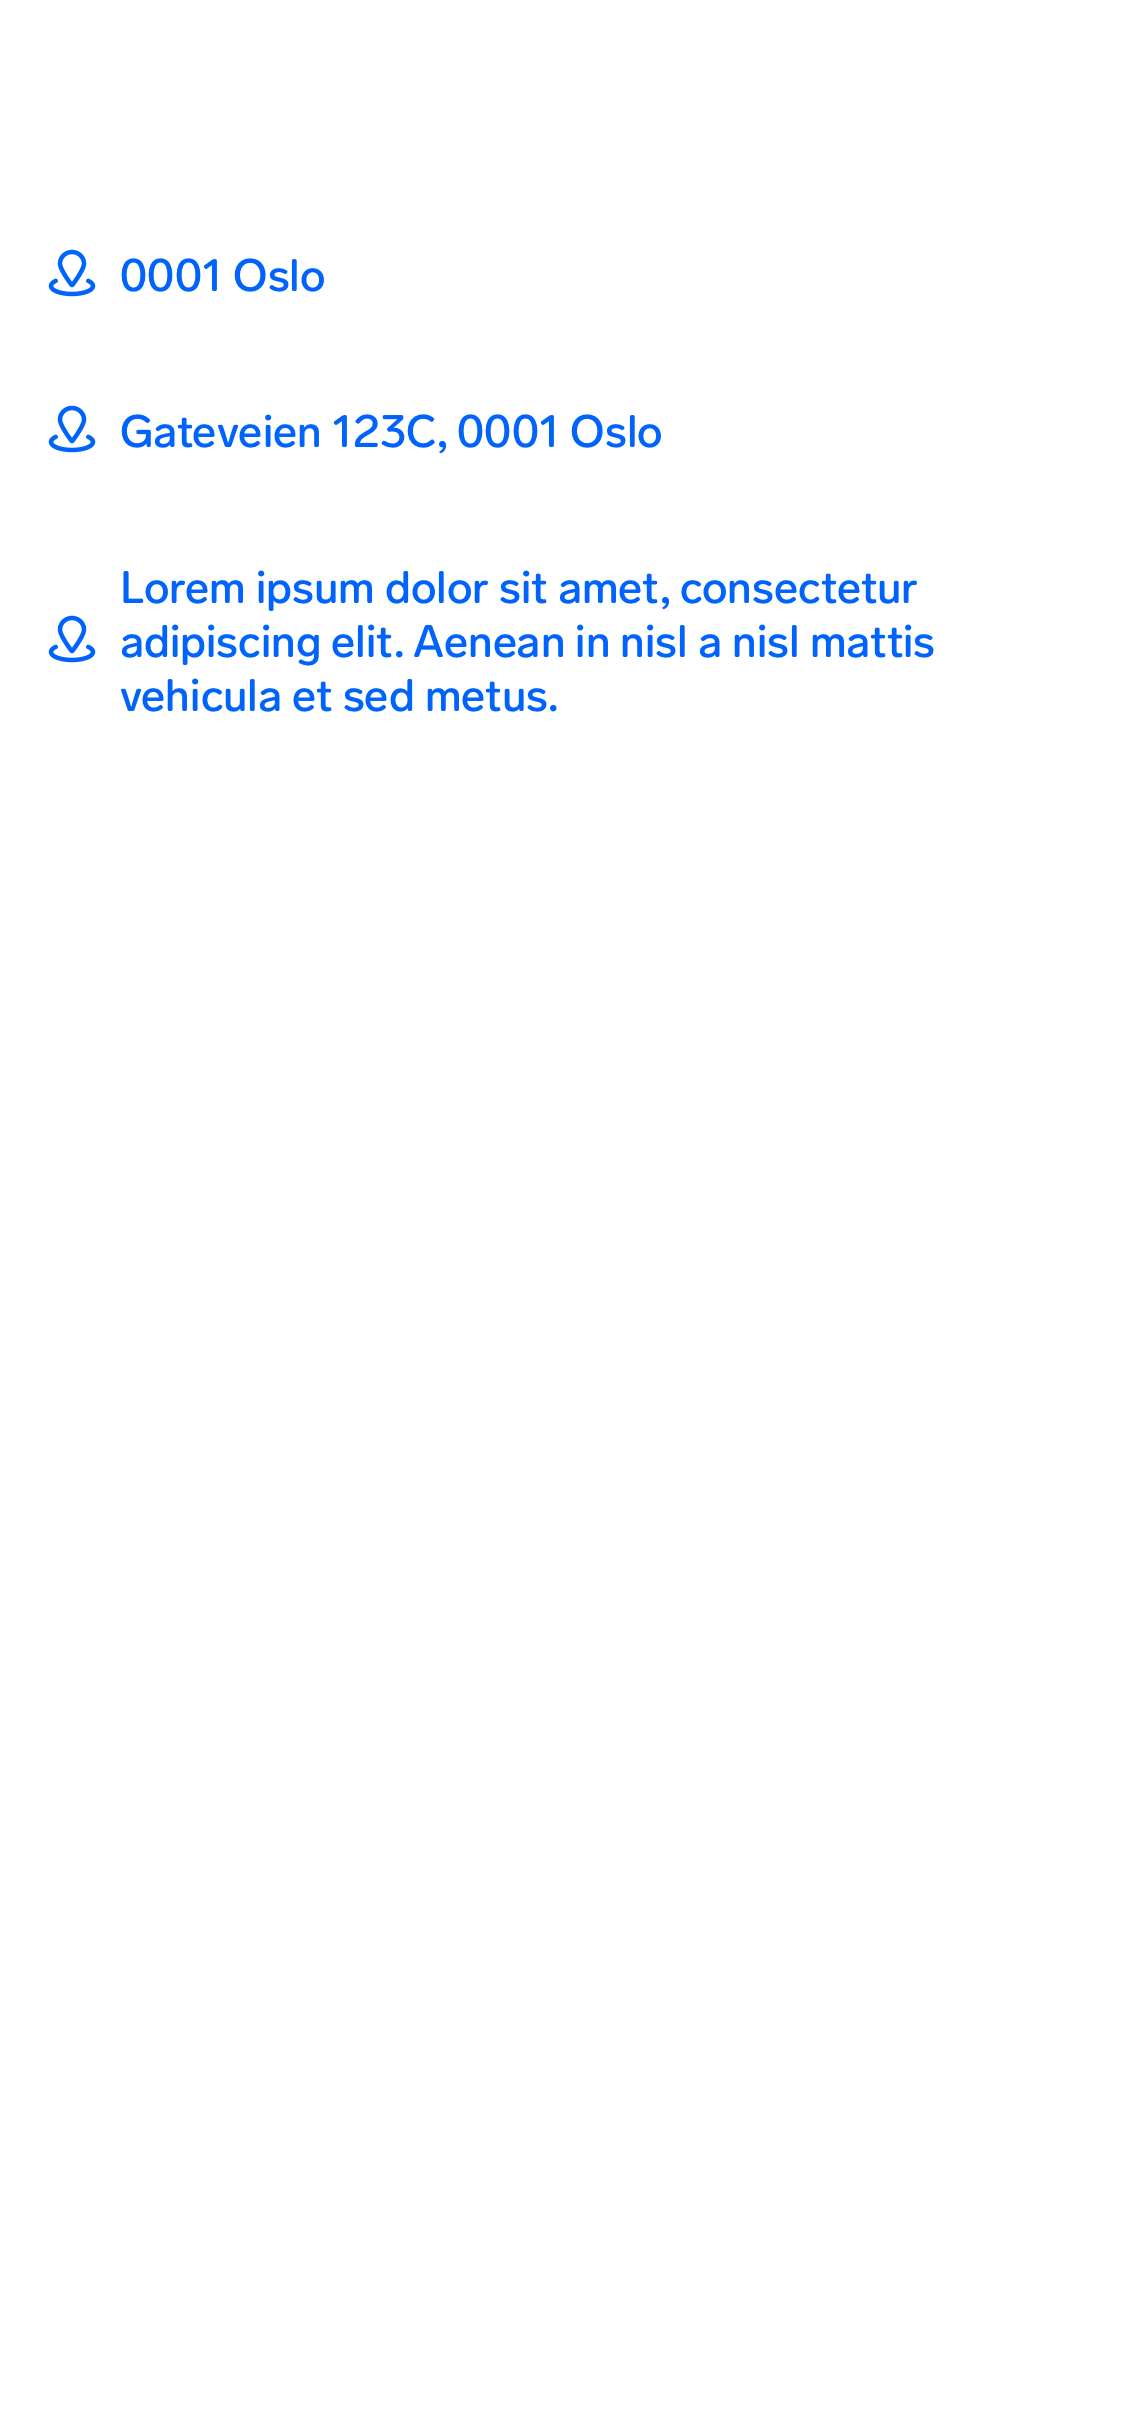 0001 Oslo
Gateveien 123C, 0001 Oslo
Lorem ipsum dolor sit amet, consectetur
adipiscing elit. Aenean in nisl a nisl mattis
vehicula et sed metus.